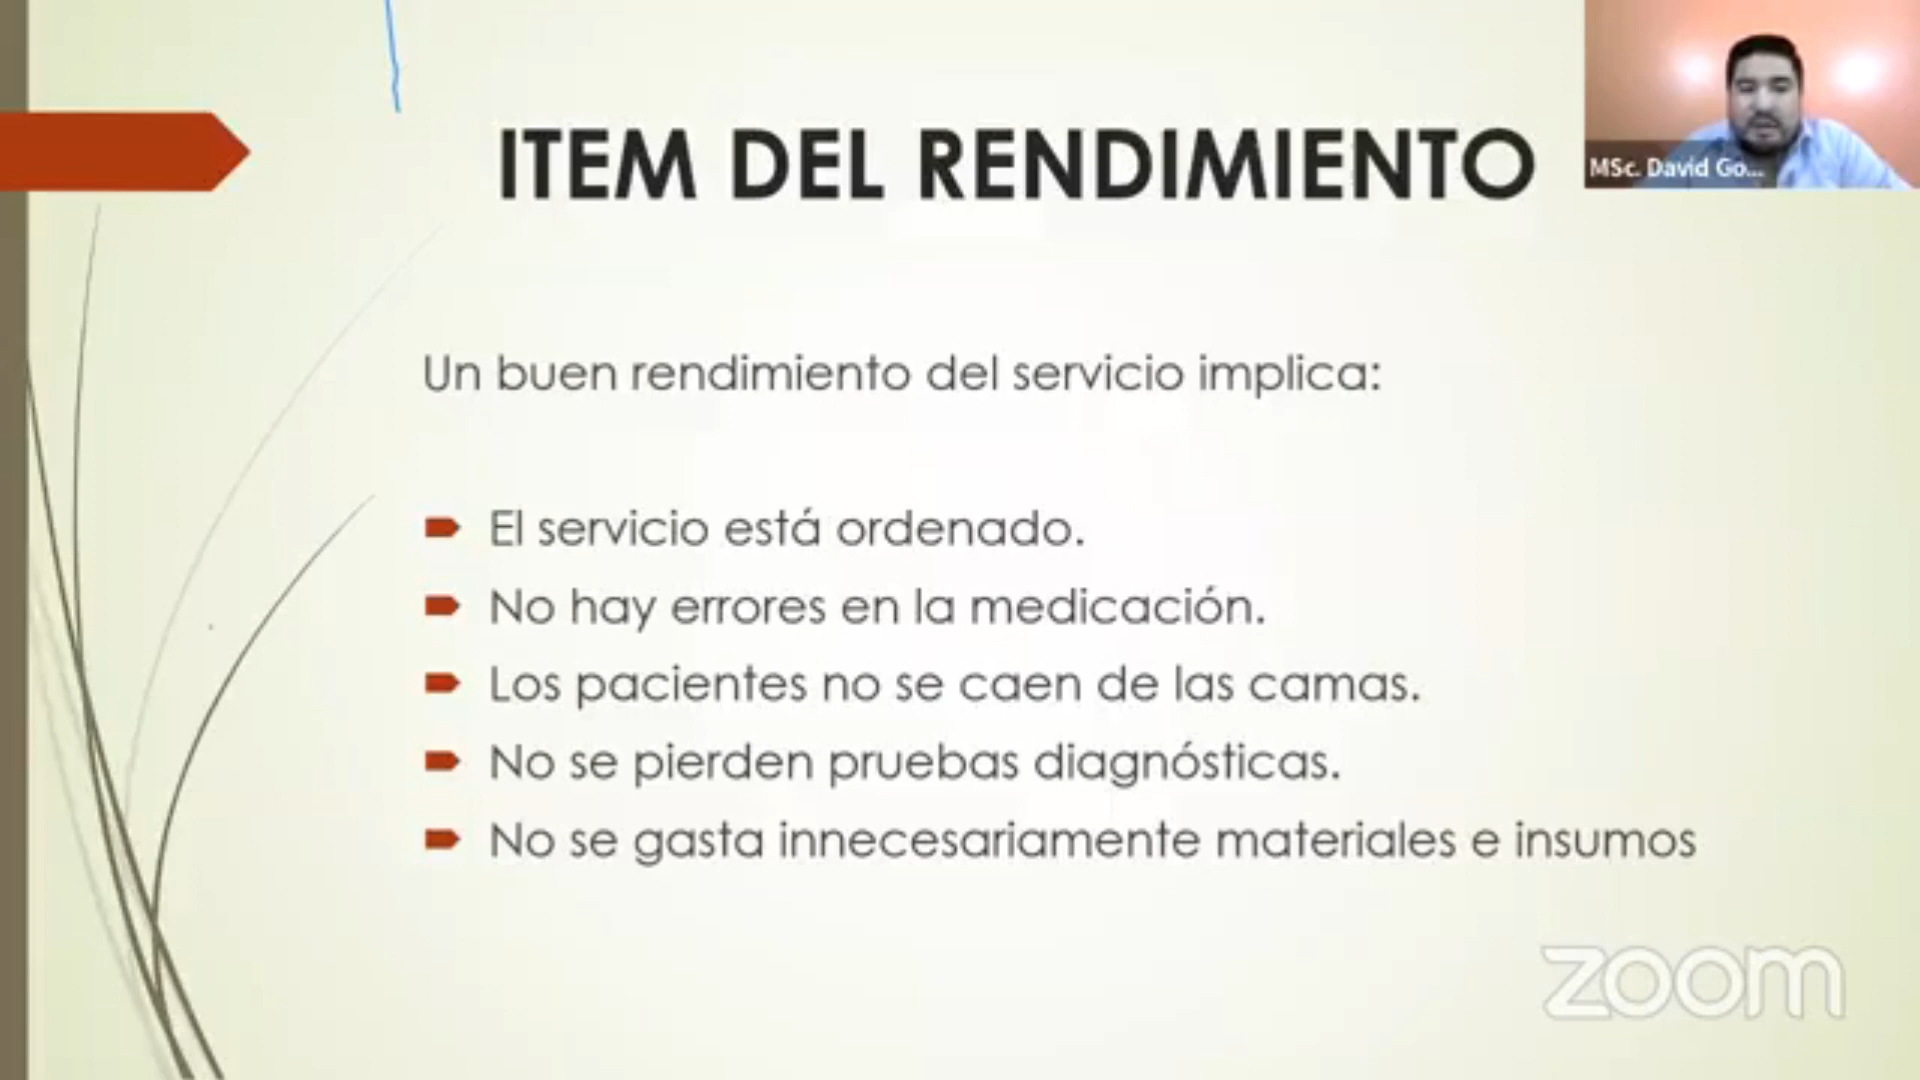 ITEM DEL RENDIMIENTO
MSc. David Go...
Un buen rendimiento del servicio implica:
El servicio está ordenado.
No hay errores en la medicación.
Los pacientes no se caen de las camas.
No se pierden pruebas diagnósticas.
No se gasta innecesariamente materiales e insumos
zoom